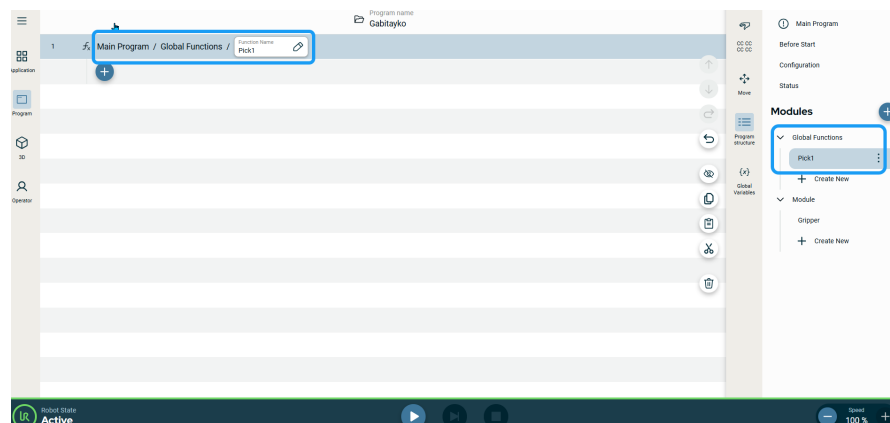 Program name
Gabitayko
1
fx
Main Program / Global Functions /
Function Name
Pick1
Application
Program
3D
Operator
Move
Program
structure
{x}
Global
Variables
Main Program
Before Start
Configuration
Status
Modules
Global Functions
Pick1
Create New
Module
Gripper
Create New
Robot State
Active
Speed
100 %